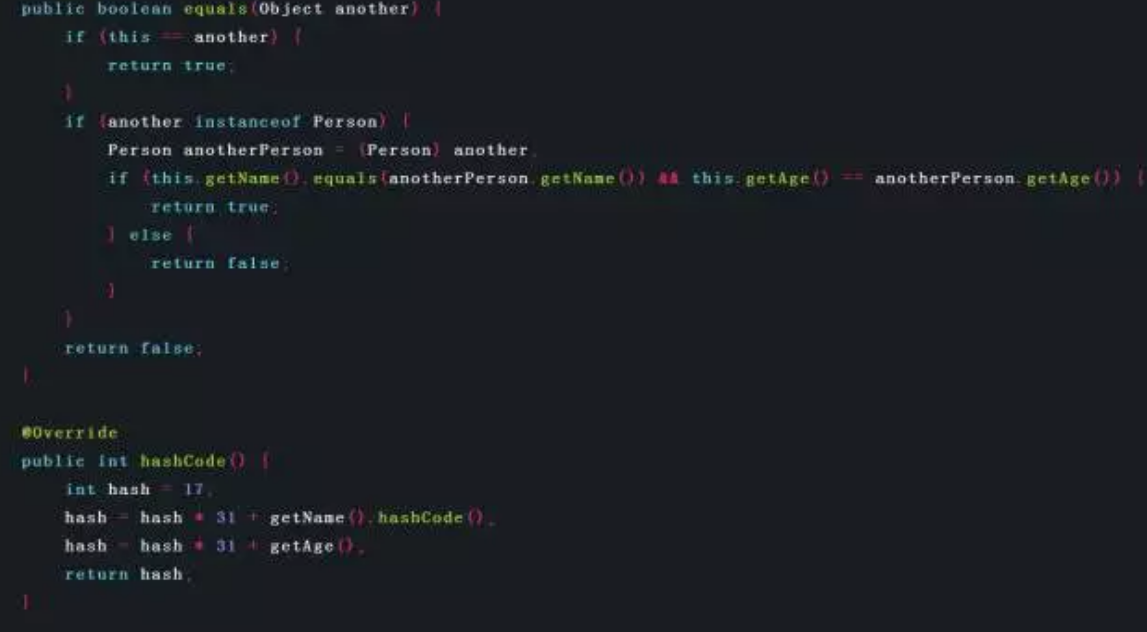 public boolean equals(Object another) {
    if (this == another) {
        return true;
    }
    if (another instanceof Person) {
        Person anotherPerson = (Person) another;
        if (this.getName().equals(anotherPerson.getName()) && this.getAge() == anotherPerson.getAge()) {
            return true;
        } else {
            return false;
        }
    }
    return false;
}
@Override
public int hashCode() {
    int hash = 17;
    hash = hash * 31 + getName().hashCode();
    hash = hash * 31 + getAge();
    return hash;
}